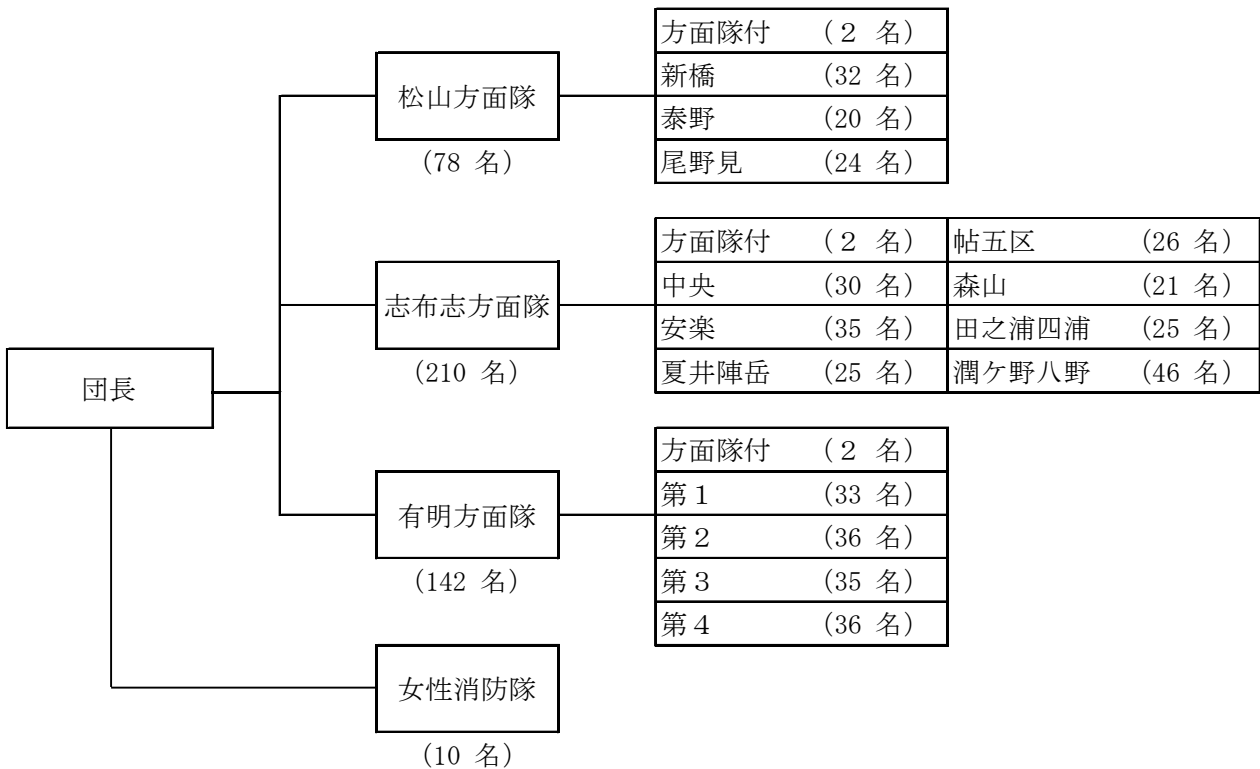 方面隊付 （２ 名）
新橋 （32 名）
泰野 （20 名）
尾野見 （24 名）
松山方面隊
（78 名）
方面隊付 （２ 名） 帖五区 （26 名）
中央 （30 名） 森山 （21 名）
安楽 （35 名） 田之浦四浦 （25 名）
夏井陣岳 （25 名） 潤ケ野八野 （46 名）
志布志方面隊
（210 名）
団長
方面隊付 （２ 名）
第１ （33 名）
第２ （36 名）
第３ （35 名）
第４ （36 名）
有明方面隊
（142 名）
女性消防隊
（10 名）